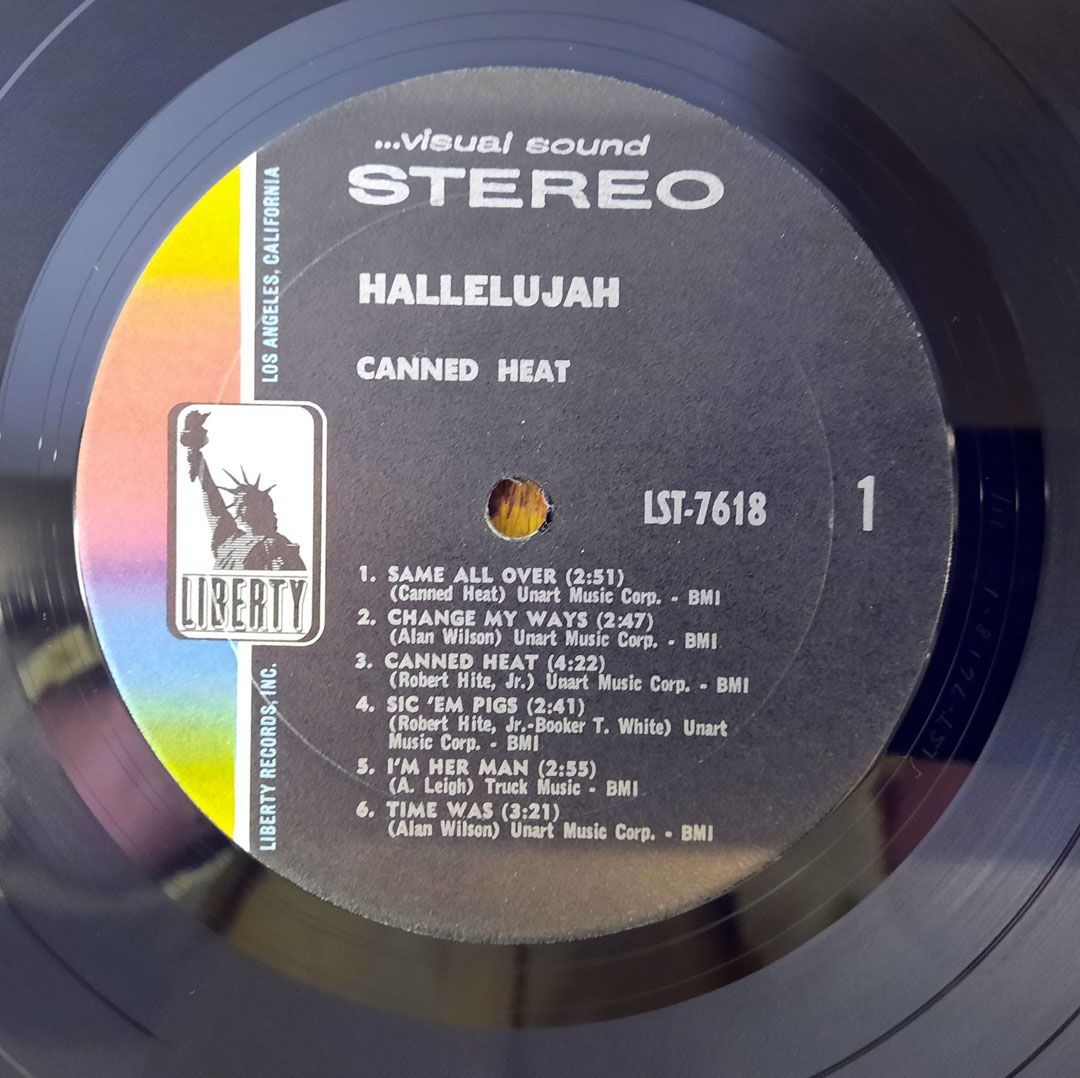 ...visual sound
STEREO
HALLELUJAH
CANNED HEAT
LST-7618
1
1. SAME ALL OVER (2:51)
(Canned Heat) Unart Music Corp. - BMI
2. CHANGE MY WAYS (2:47)
(Alan Wilson) Unart Music Corp. - BMI
3. CANNED HEAT (4:22)
(Robert Hite, Jr.) Unart Music Corp. - BMI
4. SIC 'EM PIGS (2:41)
(Robert Hite, Jr.-Booker T. White) Unart
Music Corp. - BMI
5. I'M HER MAN (2:55)
(A. Leigh) Truck Music - BMI
6. TIME WAS (3:21)
(Alan Wilson) Unart Music Corp. - BMI
LIBERTY
LIBERTY RECORDS, INC.
LOS ANGELES, CALIFORNIA